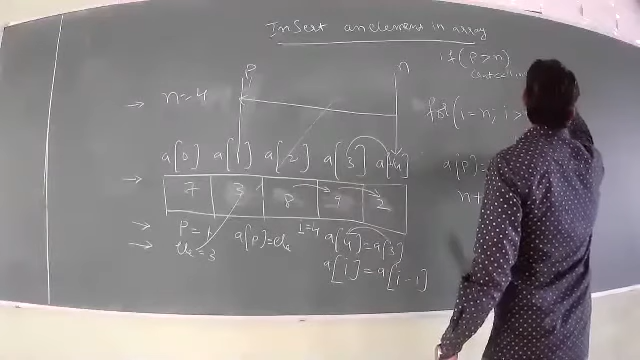 Insert an element in array
if (p > n)
p
n
n = 4
for (i = n; i >
a[0] a[1] a[2] a[3] a[4]
a[p] =
7 3 8 9 2
n+
p = 1
a[p] = ele
i = 4
a[4] = a[3]
ele = 3
a[i] = a[i-1]